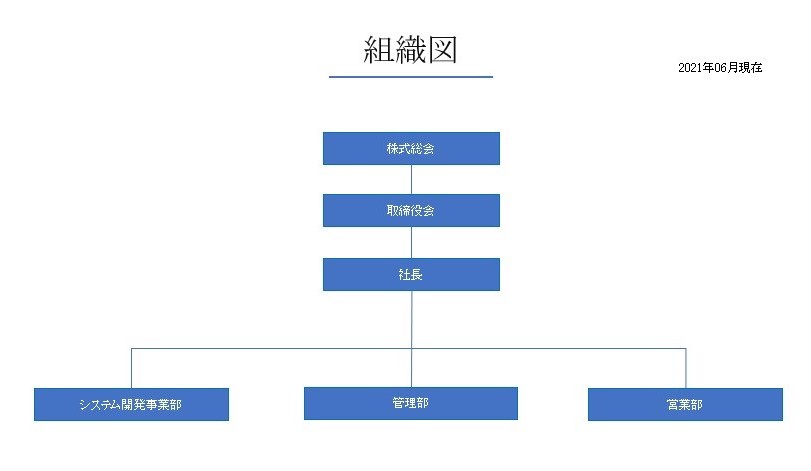 組織図
2021年06月現在
株式総会
取締役会
社長
システム開発事業部
管理部
営業部